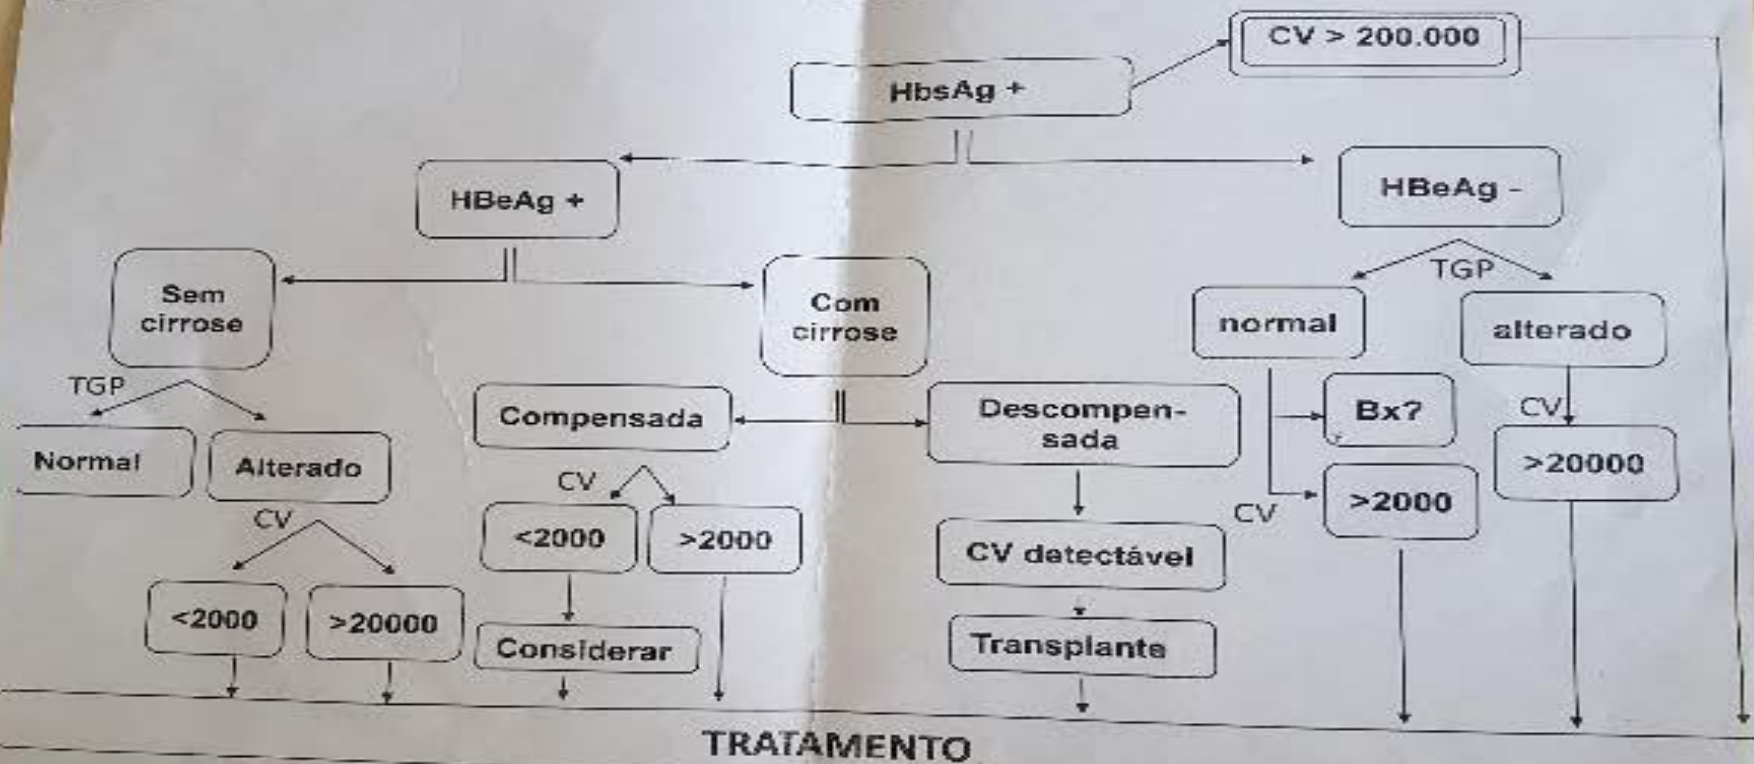 CV > 200.000
HbsAg +
HBeAg +
HBeAg -
TGP
Sem
cirrose
Com
cirrose
normal
alterado
TGP
Normal
Alterado
Compensada
Descompen-
sada
Bx?
CV
>20000
CV
<2000
>2000
CV
>2000
CV
CV detectável
<2000
>20000
Considerar
Transplante
TRATAMENTO